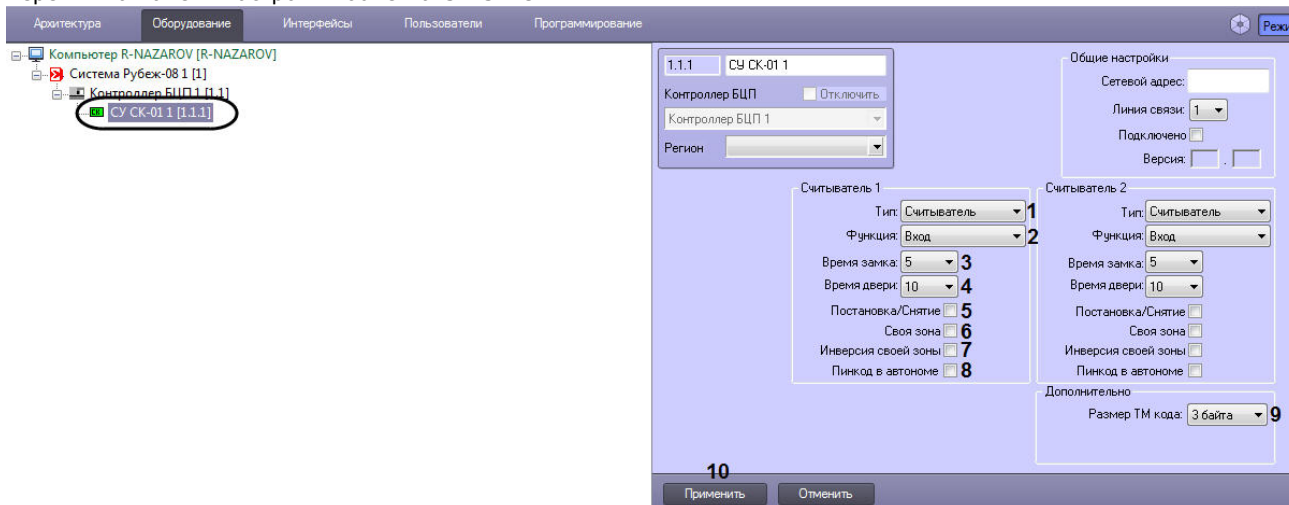 Архитектура Оборудование Интерфейсы Пользователи Программирование
Компьютер R-NAZAROV [R-NAZAROV]
Система Рубеж-08 1 [1]
Контроллер БЦП 1 [1.1]
СК СУ СК-01 1 [1.1.1]
1.1.1 СУ СК-01 1
Контроллер БЦП Отключить
Контроллер БЦП 1
Регион
Общие настройки
Сетевой адрес:
Линия связи: 1
Подключено
Версия: .
Считыватель 1
Тип: Считыватель 1
Функция: Вход 2
Время замка: 5 3
Время двери: 10 4
Постановка/Снятие 5
Своя зона 6
Инверсия своей зоны 7
Пинкод в автономе 8
Считыватель 2
Тип: Считыватель
Функция: Вход
Время замка: 5
Время двери: 10
Постановка/Снятие
Своя зона
Инверсия своей зоны
Пинкод в автономе
Дополнительно
Размер ТМ кода: 3 байта 9
10
Применить Отменить